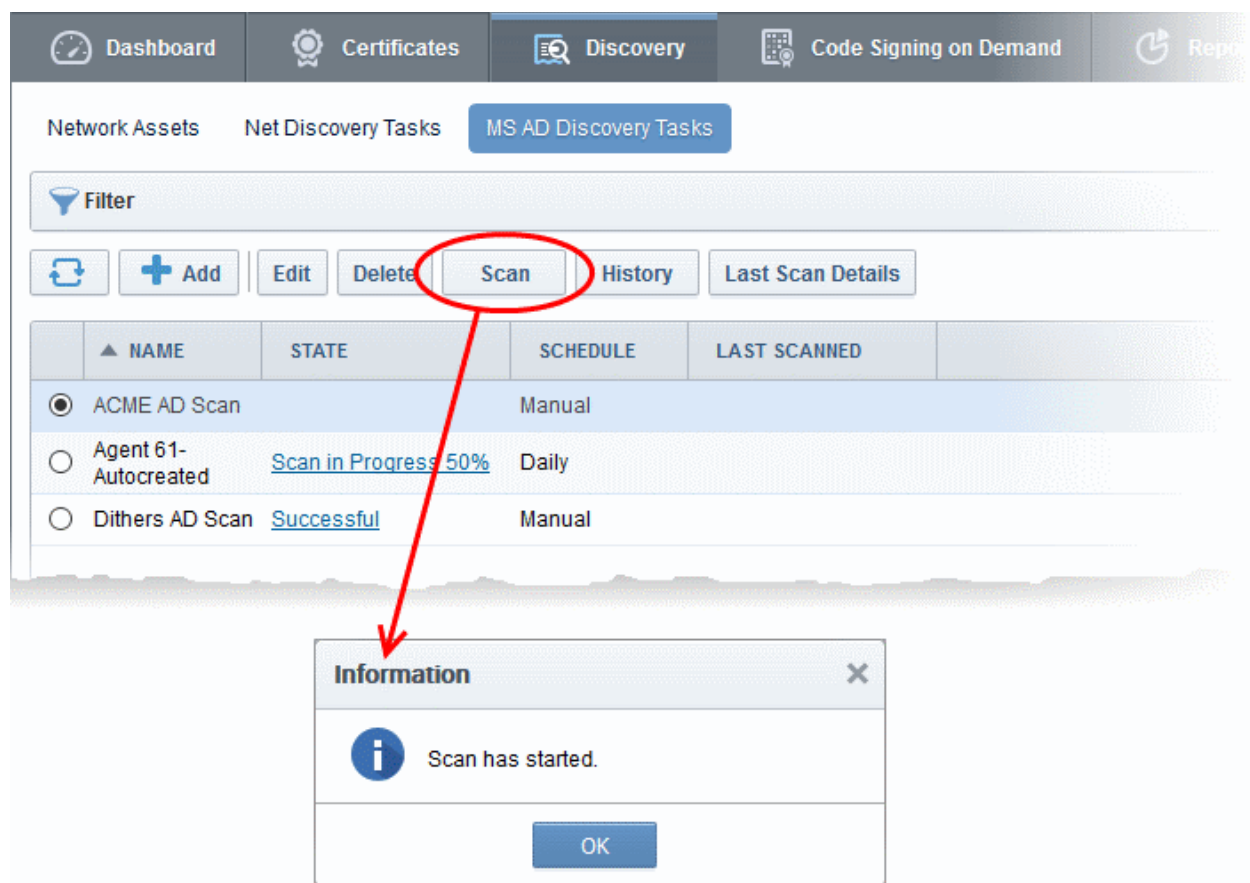 Dashboard Certificates Discovery Code Signing on Demand
Network Assets Net Discovery Tasks MS AD Discovery Tasks
Filter
Add Edit Delete Scan History Last Scan Details
NAME STATE SCHEDULE LAST SCANNED
ACME AD Scan Manual
Agent 61-
Autocreated Scan in Progress 50% Daily
Dithers AD Scan Successful Manual
Information
Scan has started.
OK